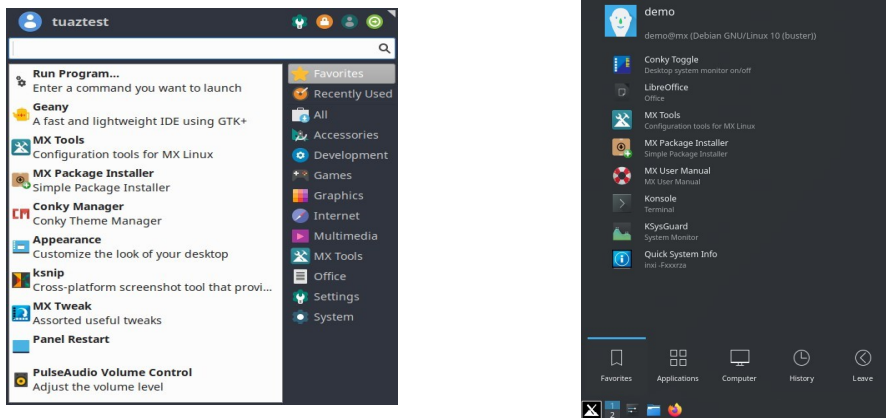 tuaztest
Run Program...
Enter a command you want to launch
Geany
A fast and lightweight IDE using GTK+
MX Tools
Configuration tools for MX Linux
MX Package Installer
Simple Package Installer
Conky Manager
Conky Theme Manager
Appearance
Customize the look of your desktop
ksnip
Cross-platform screenshot tool that provi...
MX Tweak
Assorted useful tweaks
Panel Restart
PulseAudio Volume Control
Adjust the volume level
Favorites
Recently Used
All
Accessories
Development
Games
Graphics
Internet
Multimedia
MX Tools
Office
Settings
System
demo
demo@mx (Debian GNU/Linux 10 (buster))
Conky Toggle
Desktop system monitor on/off
LibreOffice
Office
MX Tools
Configuration tools for MX Linux
MX Package Installer
Simple Package Installer
MX User Manual
MX User Manual
Konsole
Terminal
KSysGuard
System Monitor
Quick System Info
inxi -Fxxxrza
Favorites
Applications
Computer
History
Leave
1
2